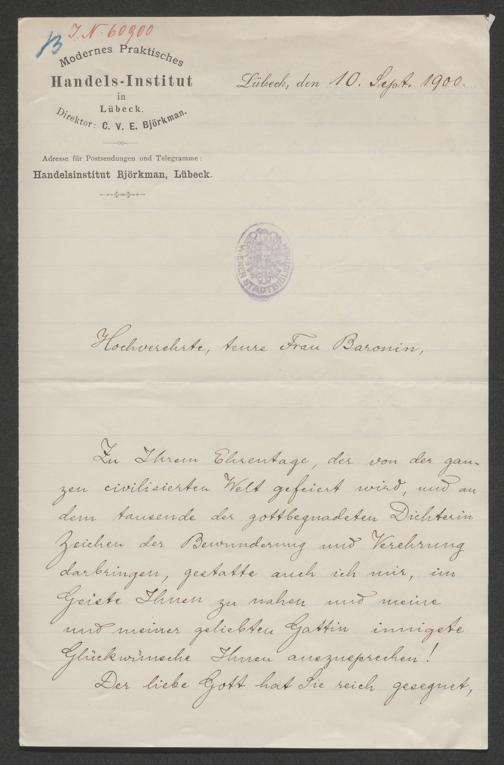 B
I. N. 60900
Modernes Praktisches
Handels-Institut
in
Lübeck.
Direktor: C. V. E. Björkman.
Adresse für Postsendungen und Telegramme:
Handelsinstitut Björkman, Lübeck.
Lübeck, den 10. Sept. 1900.
WIENER STADTBIBL
Hochverehrte, teure Frau Baronin,
Zu Ihrem Ehrentage, der von der gan-
zen civilisierten Welt gefeiert wird, und an
dem tausende der gottbegnadeten Dichterin
Zeichen der Bewunderung und Verehrung
darbringen, gestatte auch ich mir, im
Geiste Ihnen zu nahen und meine
und meiner geliebten Gattin innigste
Glückwünsche Ihnen auszusprechen!
Der liebe Gott hat Sie reich gesegnet,